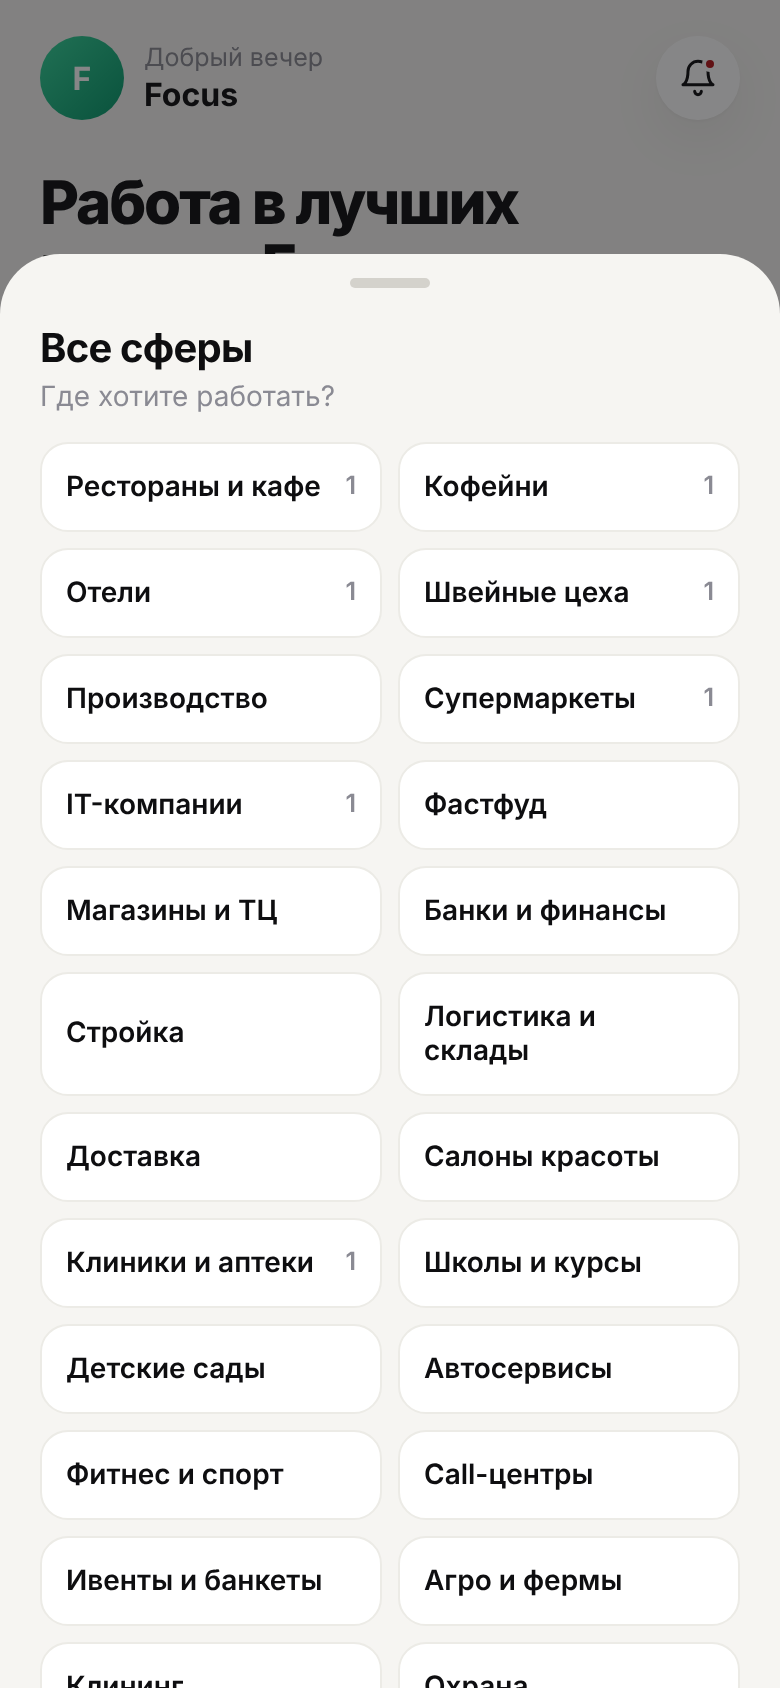 F
Добрый вечер
Focus
Работа в лучших
Все сферы
Где хотите работать?
Рестораны и кафе 1
Кофейни 1
Отели 1
Швейные цеха 1
Производство
Супермаркеты 1
IT-компании 1
Фастфуд
Магазины и ТЦ
Банки и финансы
Стройка
Логистика и
склады
Доставка
Салоны красоты
Клиники и аптеки 1
Школы и курсы
Детские сады
Автосервисы
Фитнес и спорт
Call-центры
Ивенты и банкеты
Агро и фермы
Клининг
Охрана